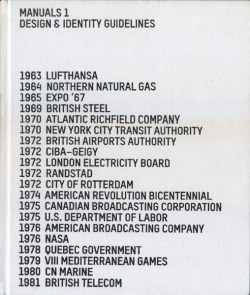 MANUALS 1
DESIGN & IDENTITY GUIDELINES
1963 LUFTHANSA
1964 NORTHERN NATURAL GAS
1965 EXPO '67
1969 BRITISH STEEL
1970 ATLANTIC RICHFIELD COMPANY
1970 NEW YORK CITY TRANSIT AUTHORITY
1972 BRITISH AIRPORTS AUTHORITY
1972 CIBA-GEIGY
1972 LONDON ELECTRICITY BOARD
1972 RANDSTAD
1972 CITY OF ROTTERDAM
1974 AMERICAN REVOLUTION BICENTENNIAL
1975 CANADIAN BROADCASTING CORPORATION
1975 U.S. DEPARTMENT OF LABOR
1976 AMERICAN BROADCASTING COMPANY
1976 NASA
1978 QUEBEC GOVERNMENT
1979 VIII MEDITERRANEAN GAMES
1980 CN MARINE
1981 BRITISH TELECOM